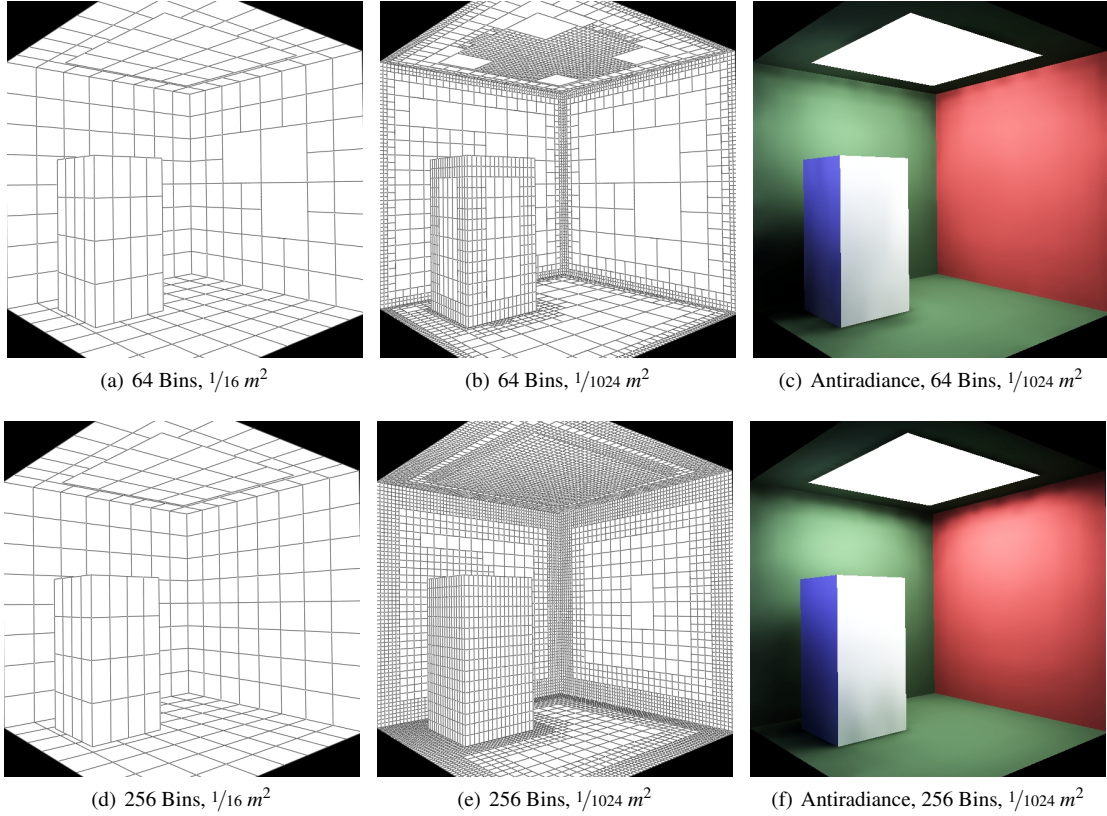 (a) 64 Bins, 1/16 m²
(b) 64 Bins, 1/1024 m²
(c) Antiradiance, 64 Bins, 1/1024 m²
(d) 256 Bins, 1/16 m²
(e) 256 Bins, 1/1024 m²
(f) Antiradiance, 256 Bins, 1/1024 m²